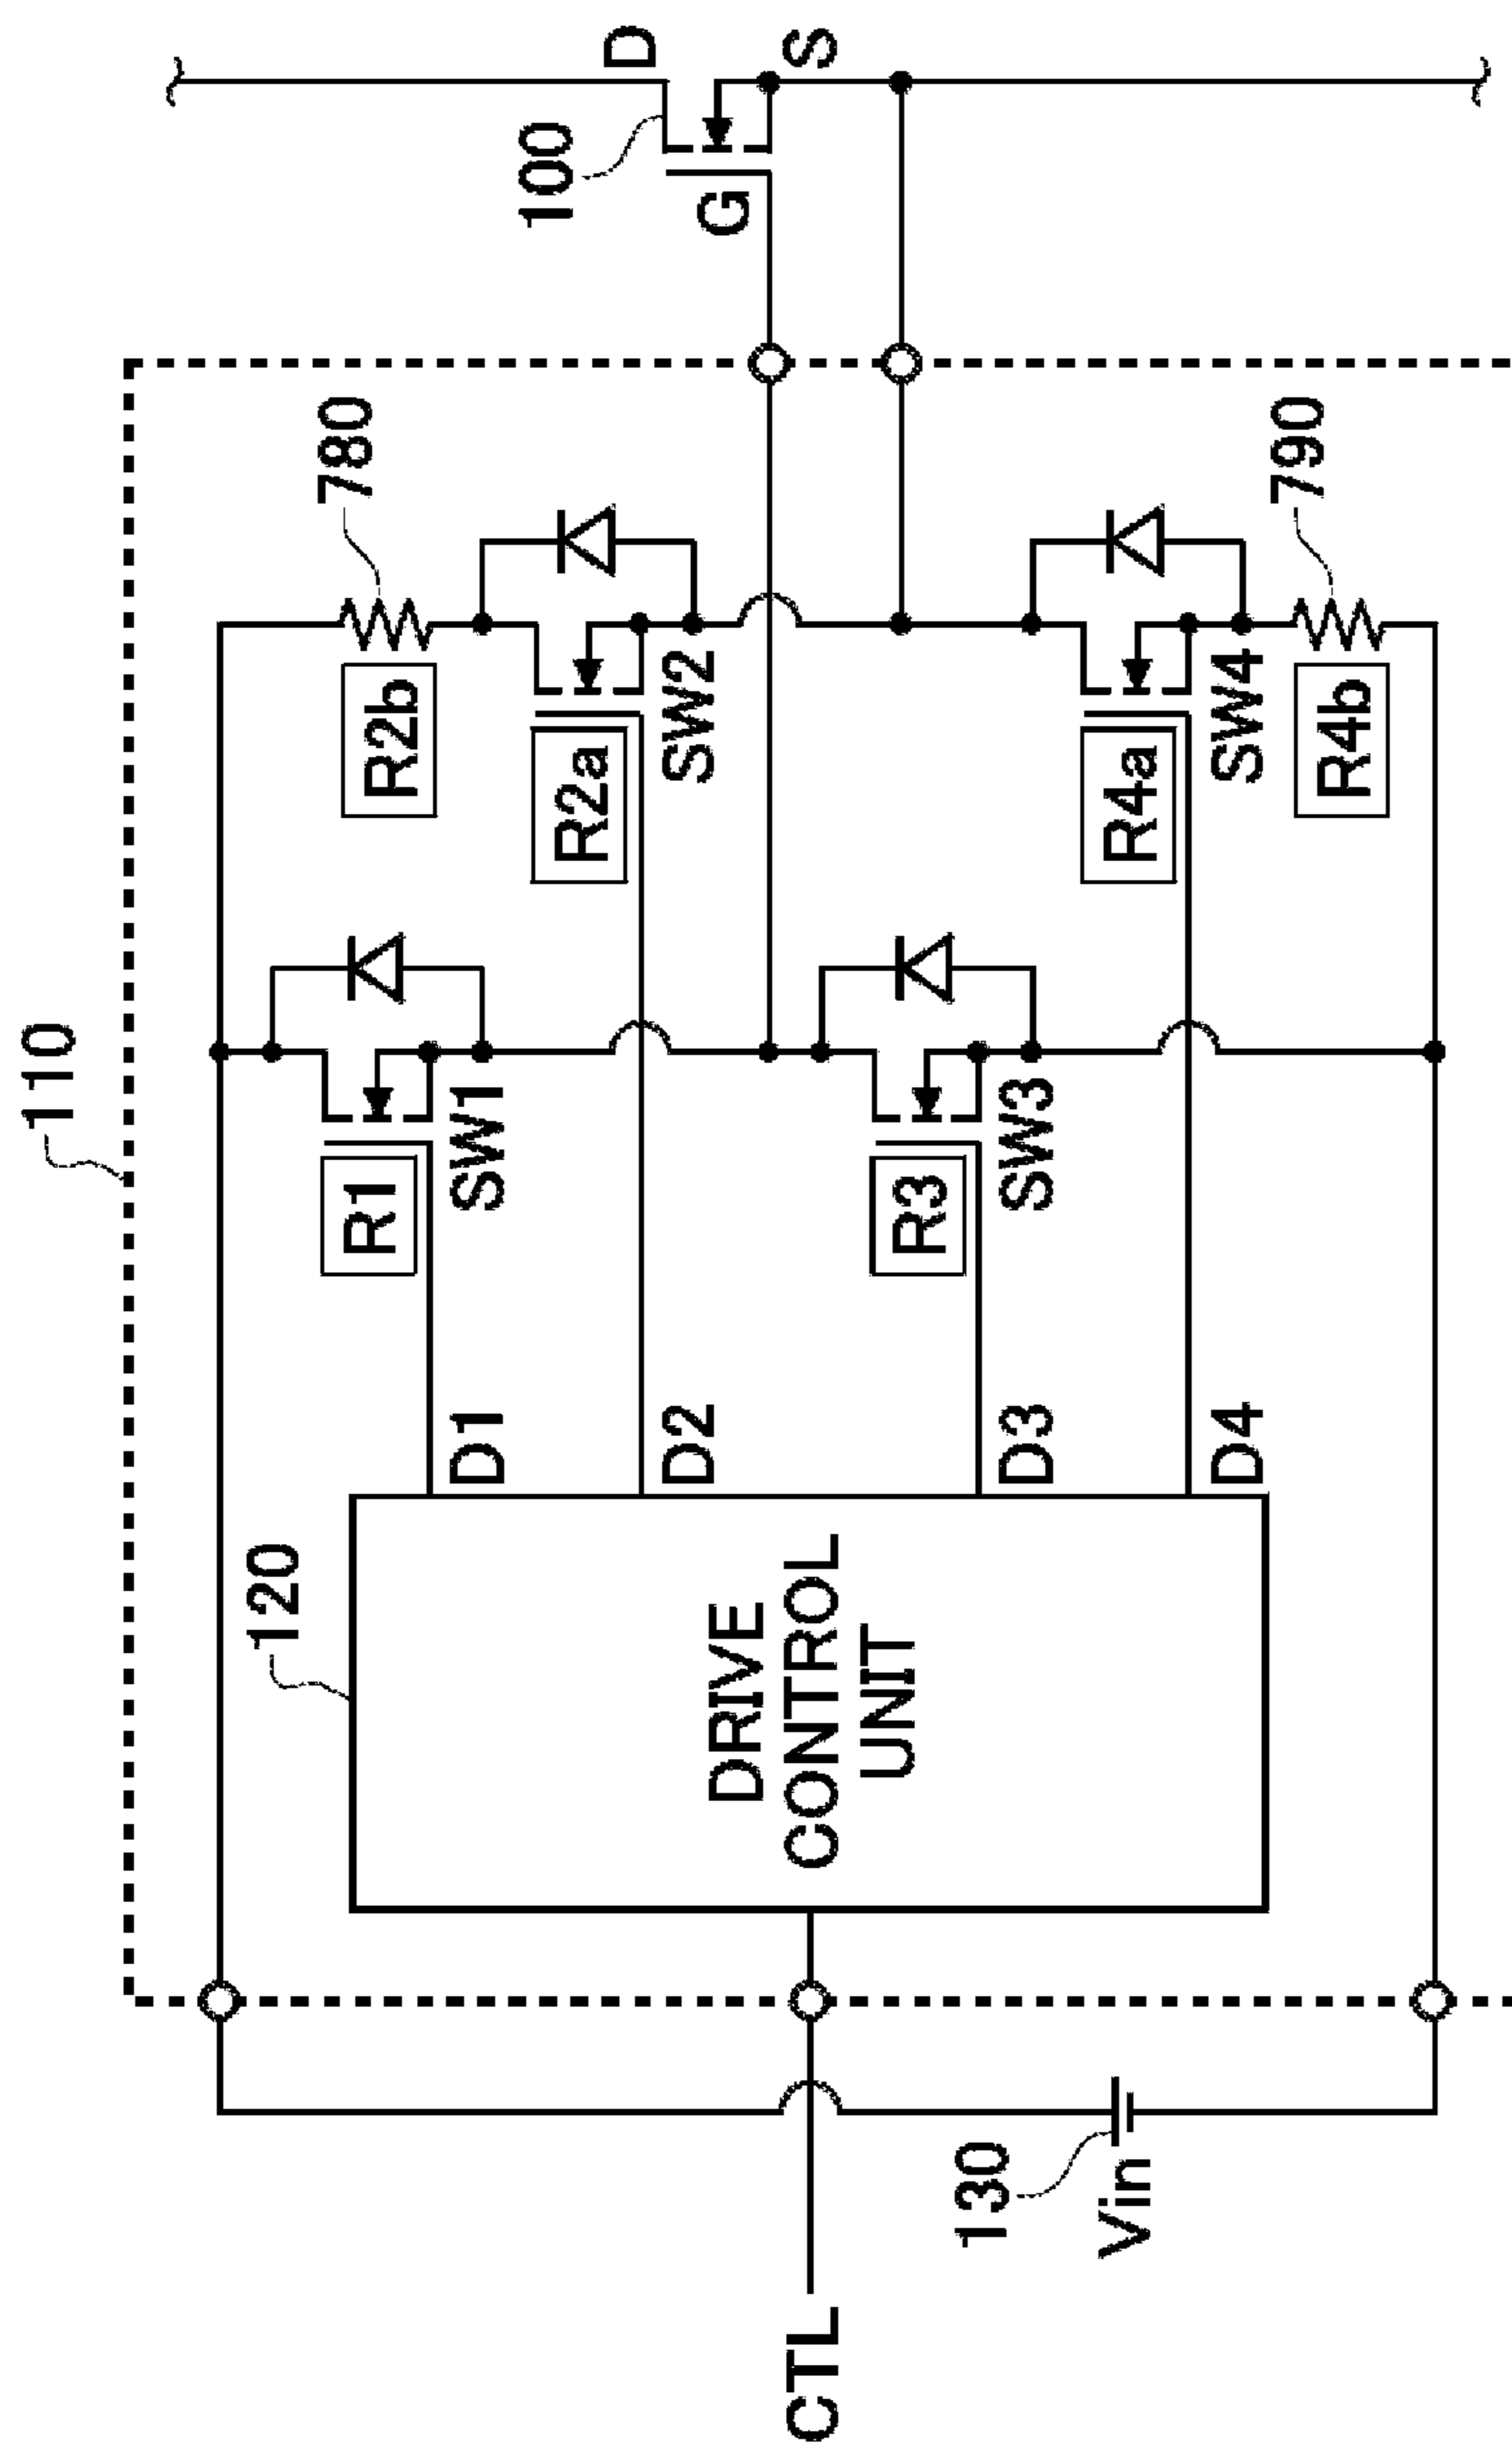 110
780
100
D
R2b
G
S
R1
SW1
R2a
SW2
120
D1
D2
DRIVE
CONTROL
UNIT
CTL
R3
SW3
D3
790
R4a
SW4
R4b
D4
130
Vin